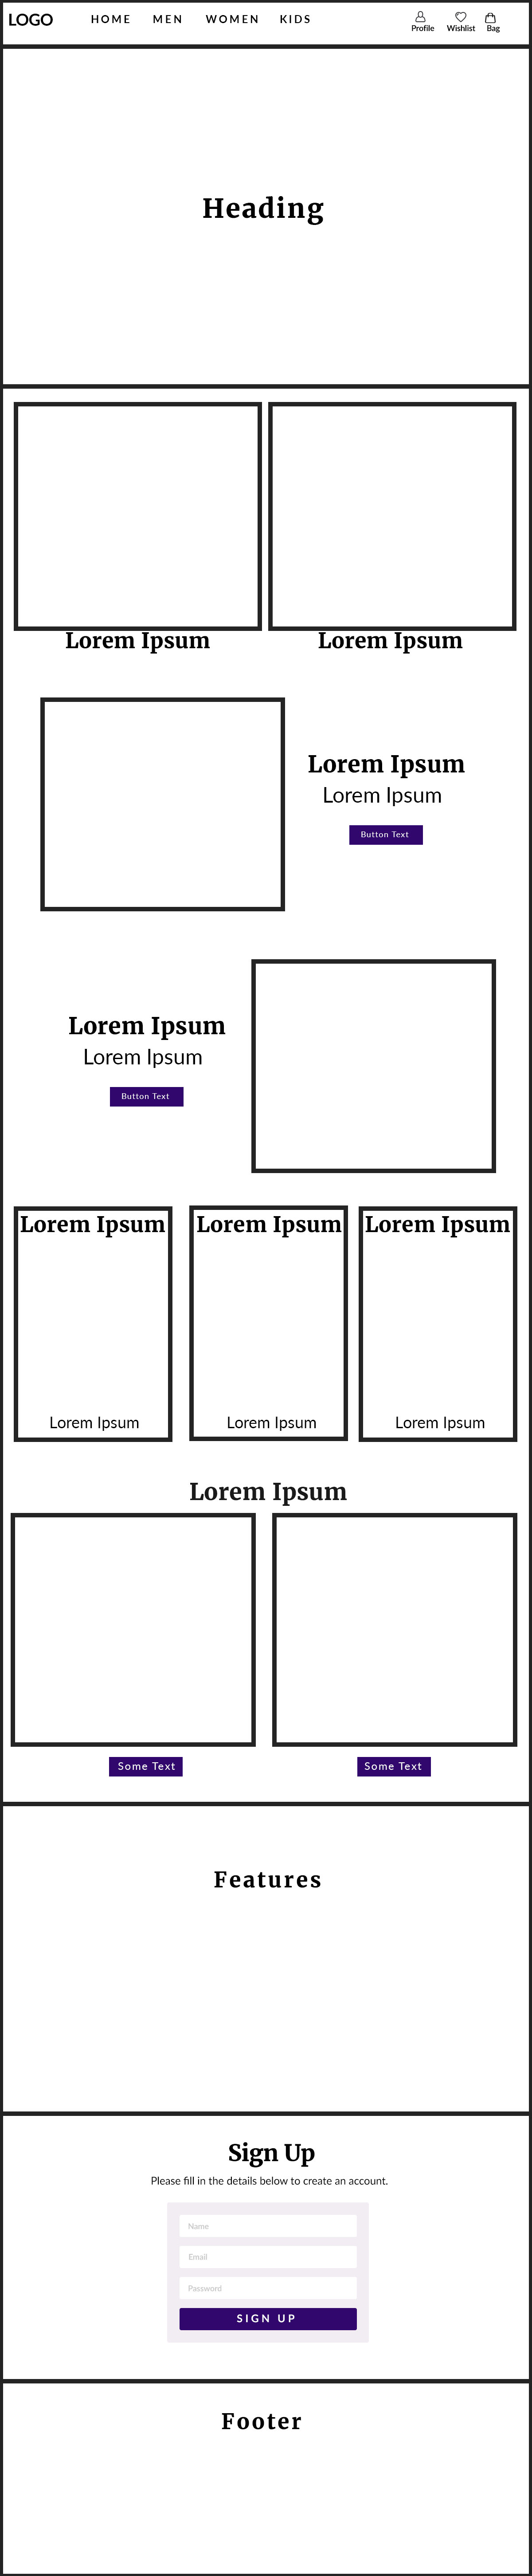 LOGO HOME MEN WOMEN KIDS
Profile Wishlist Bag
Heading
Lorem Ipsum Lorem Ipsum
Lorem Ipsum
Lorem Ipsum
Button Text
Lorem Ipsum
Lorem Ipsum
Button Text
Lorem Ipsum Lorem Ipsum Lorem Ipsum
Lorem Ipsum Lorem Ipsum Lorem Ipsum
Lorem Ipsum
Some Text Some Text
Features
Sign Up
Please fill in the details below to create an account.
Name
Email
Password
SIGN UP
Footer